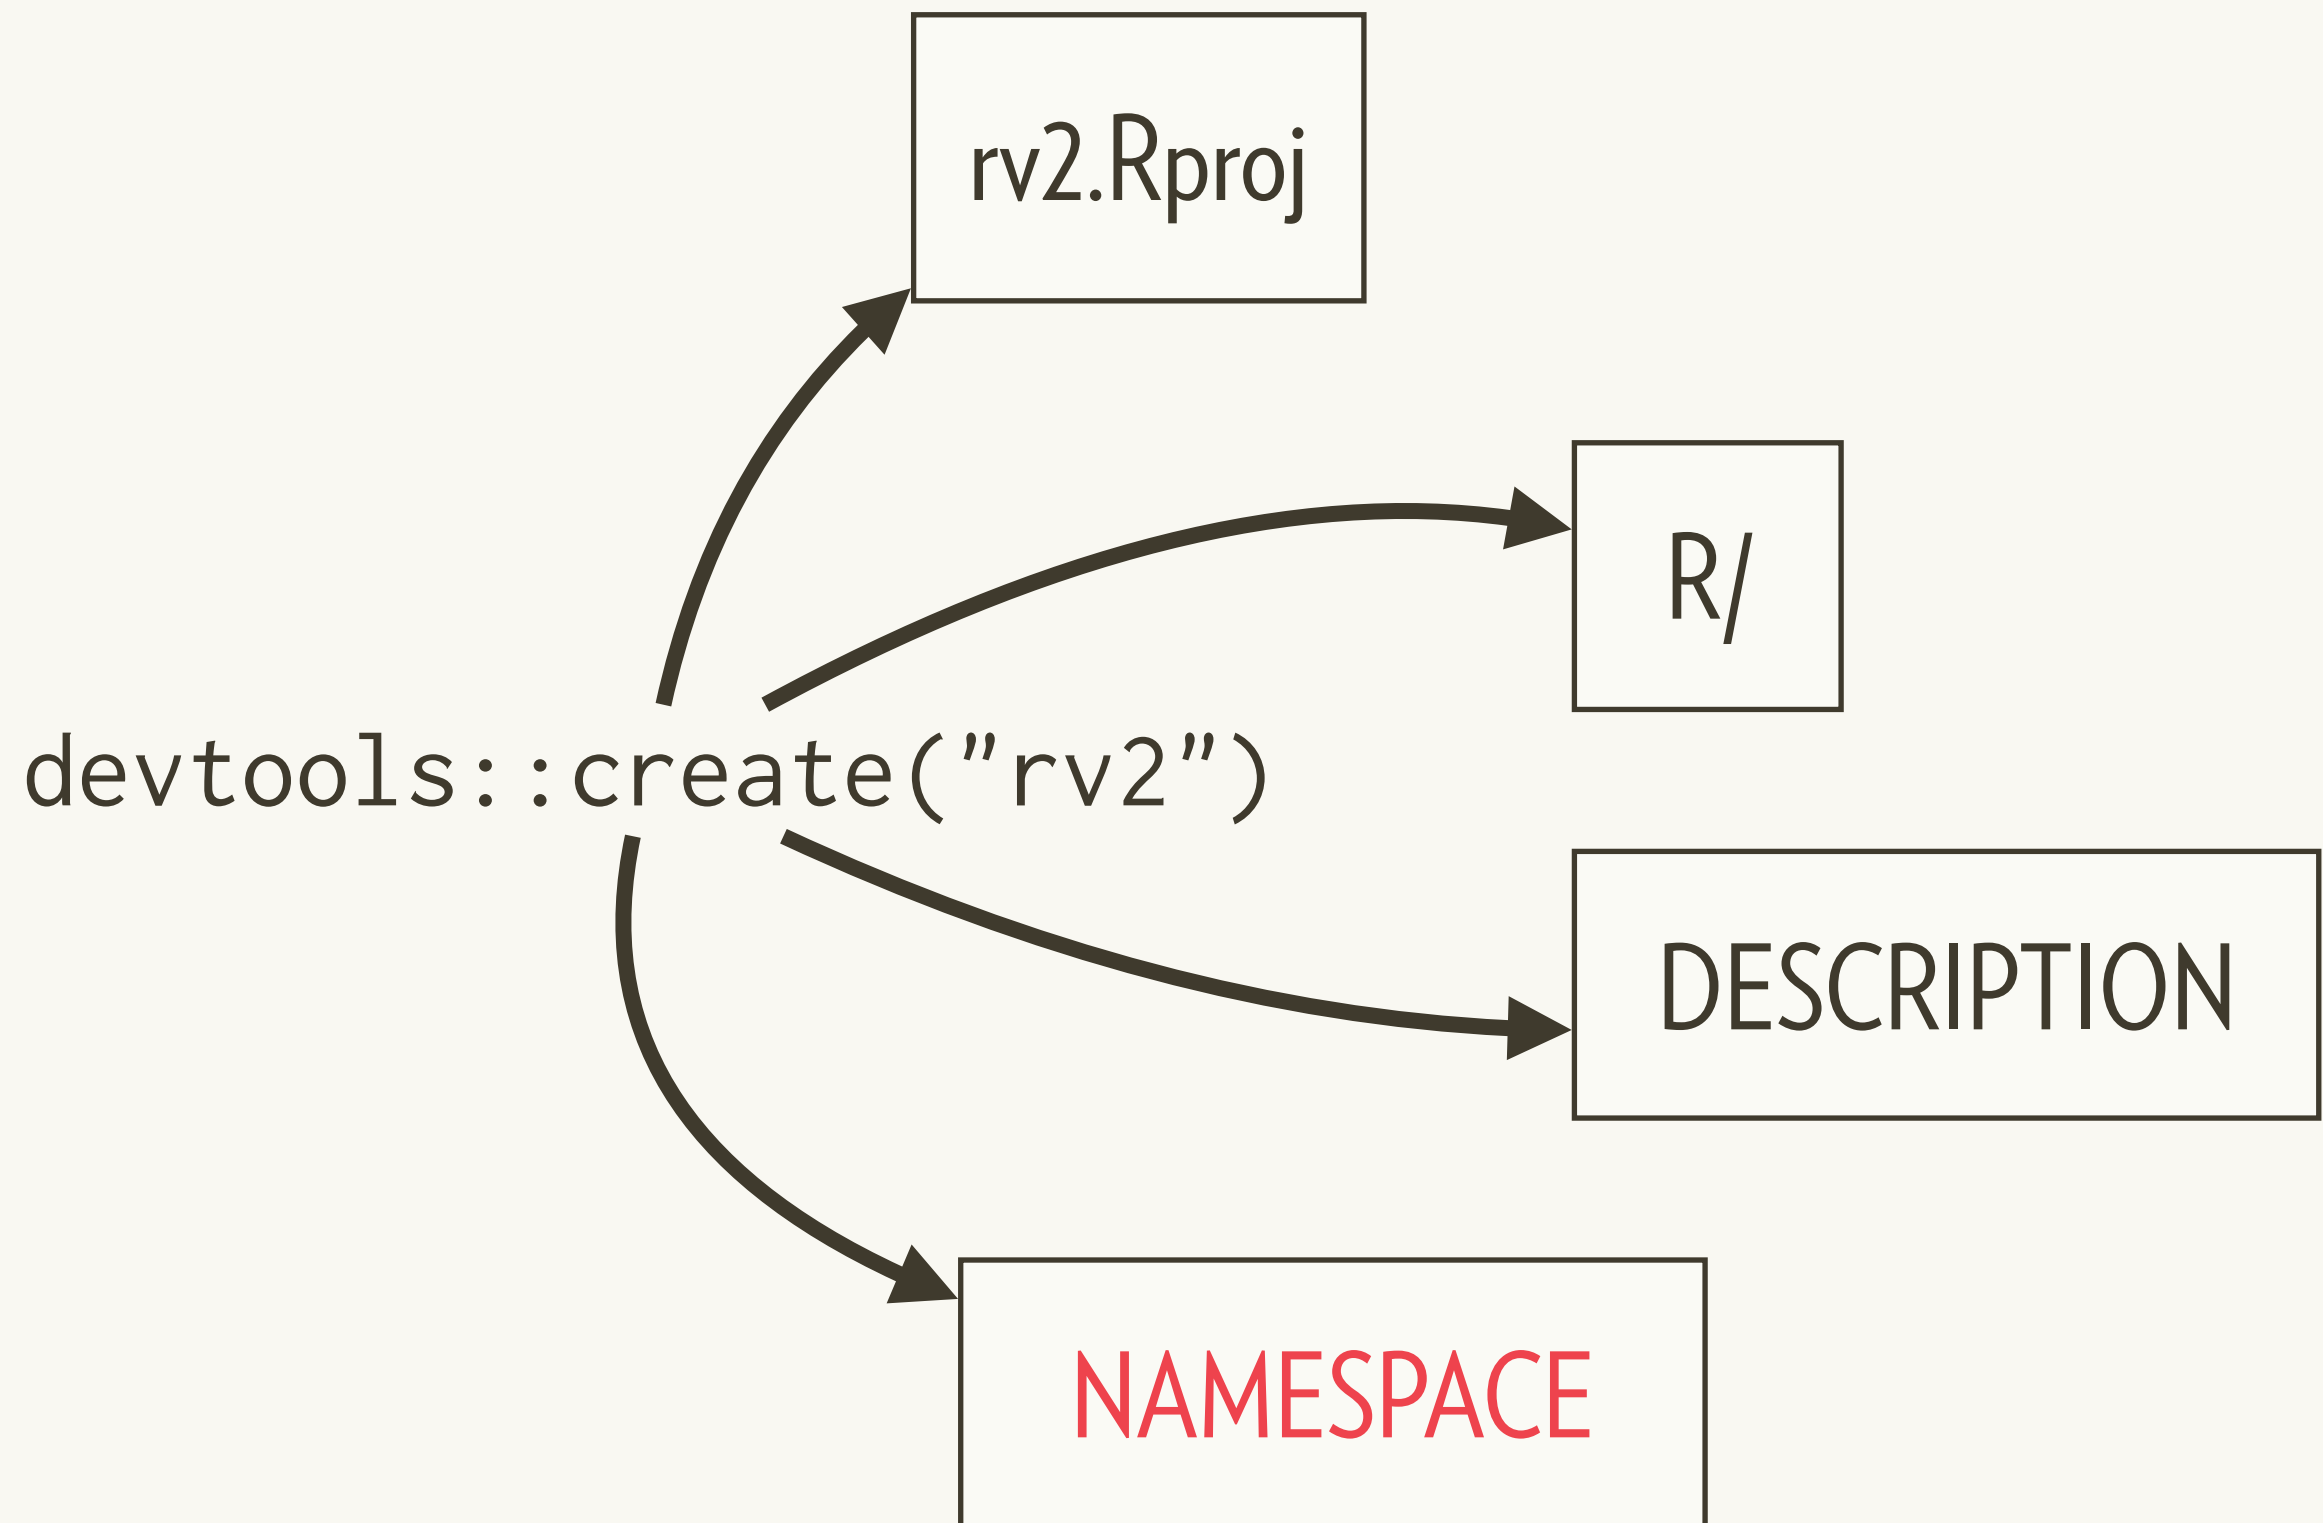 rv2.Rproj
R/
devtools::create("rv2")
DESCRIPTION
NAMESPACE